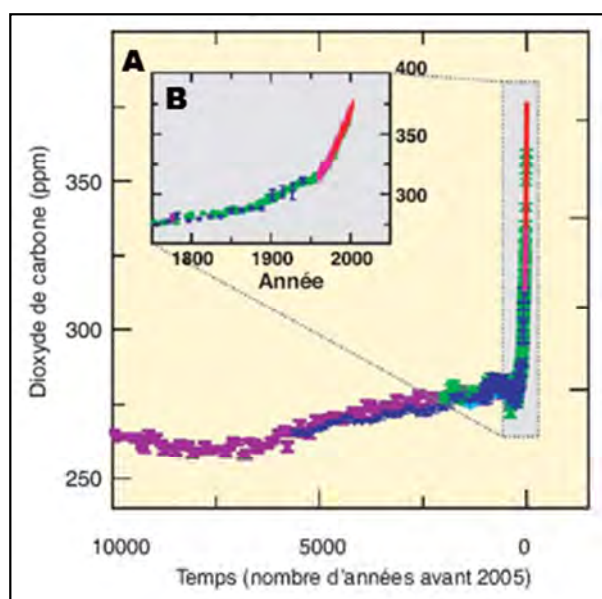 A
B
400
350
300
1800 1900 2000
Année
Dioxyde de carbone (ppm)
350
300
250
10000 5000 0
Temps (nombre d'années avant 2005)